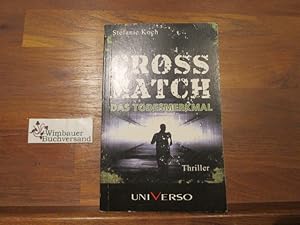 Stefanie Koch
CROSS
MATCH
DAS TODESMERKMAL
Thriller
UNIVERSO
Wimbauer
Buchversand